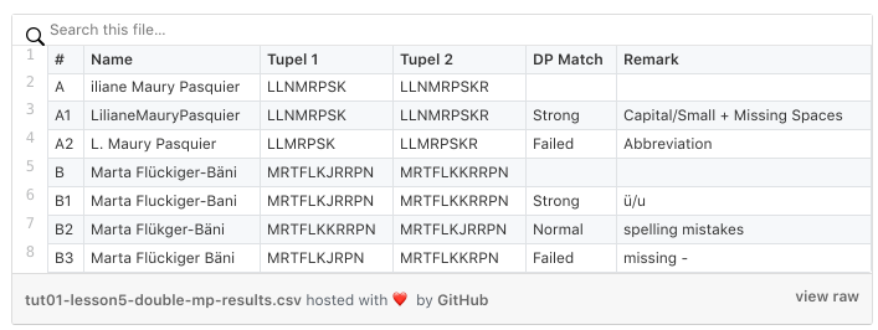 Search this file...
1 # Name Tupel 1 Tupel 2 DP Match Remark
2 A iliane Maury Pasquier LLNMRPSK LLNMRPSKR
3 A1 LilianeMauryPasquier LLNMRPSK LLNMRPSKR Strong Capital/Small + Missing Spaces
4 A2 L. Maury Pasquier LLMRPSK LLMRPSKR Failed Abbreviation
5 B Marta Flückiger-Bäni MRTFLKJRRPN MRTFLKKRRPN
6 B1 Marta Fluckiger-Bani MRTFLKJRRPN MRTFLKKRRPN Strong ü/u
7 B2 Marta Flükger-Bäni MRTFLKKRRPN MRTFLKJRRPN Normal spelling mistakes
8 B3 Marta Flückiger Bäni MRTFLKJRPN MRTFLKKRPN Failed missing -
tut01-lesson5-double-mp-results.csv hosted with ❤ by GitHub view raw